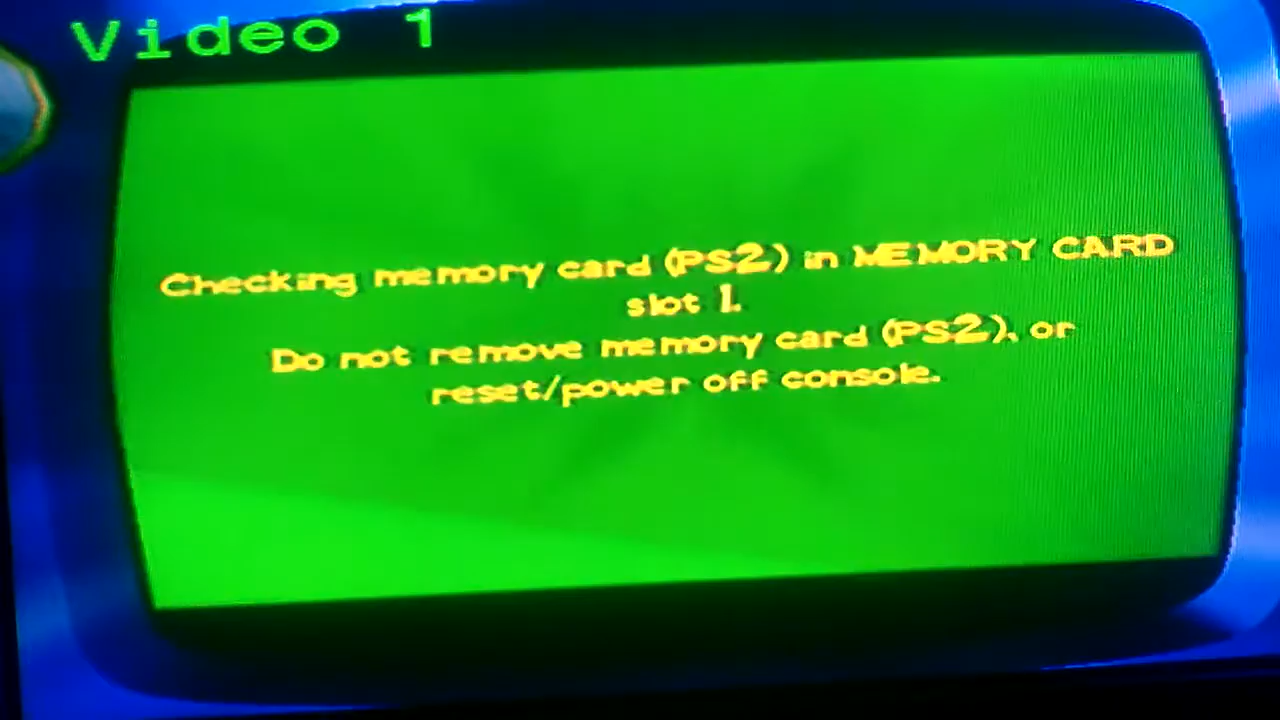 Video 1
Checking memory card (PS2) in MEMORY CARD
slot 1.
Do not remove memory card (PS2), or
reset/power off console.